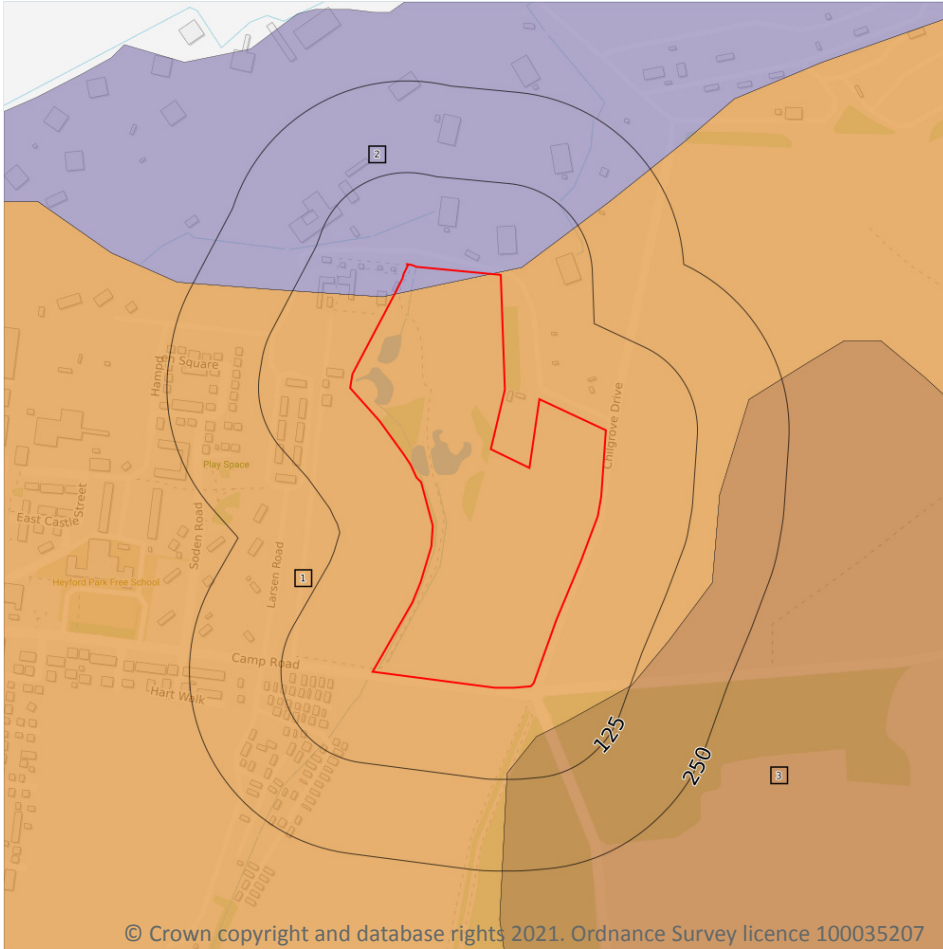 2
Hampd
Square
Chilgrove Drive
Play Space
Street
East Castle
Soden Road
Larsen Road
1
Heyford Park Free School
Camp Road
Hart Walk
125
250
3
© Crown copyright and database rights 2021. Ordnance Survey licence 100035207